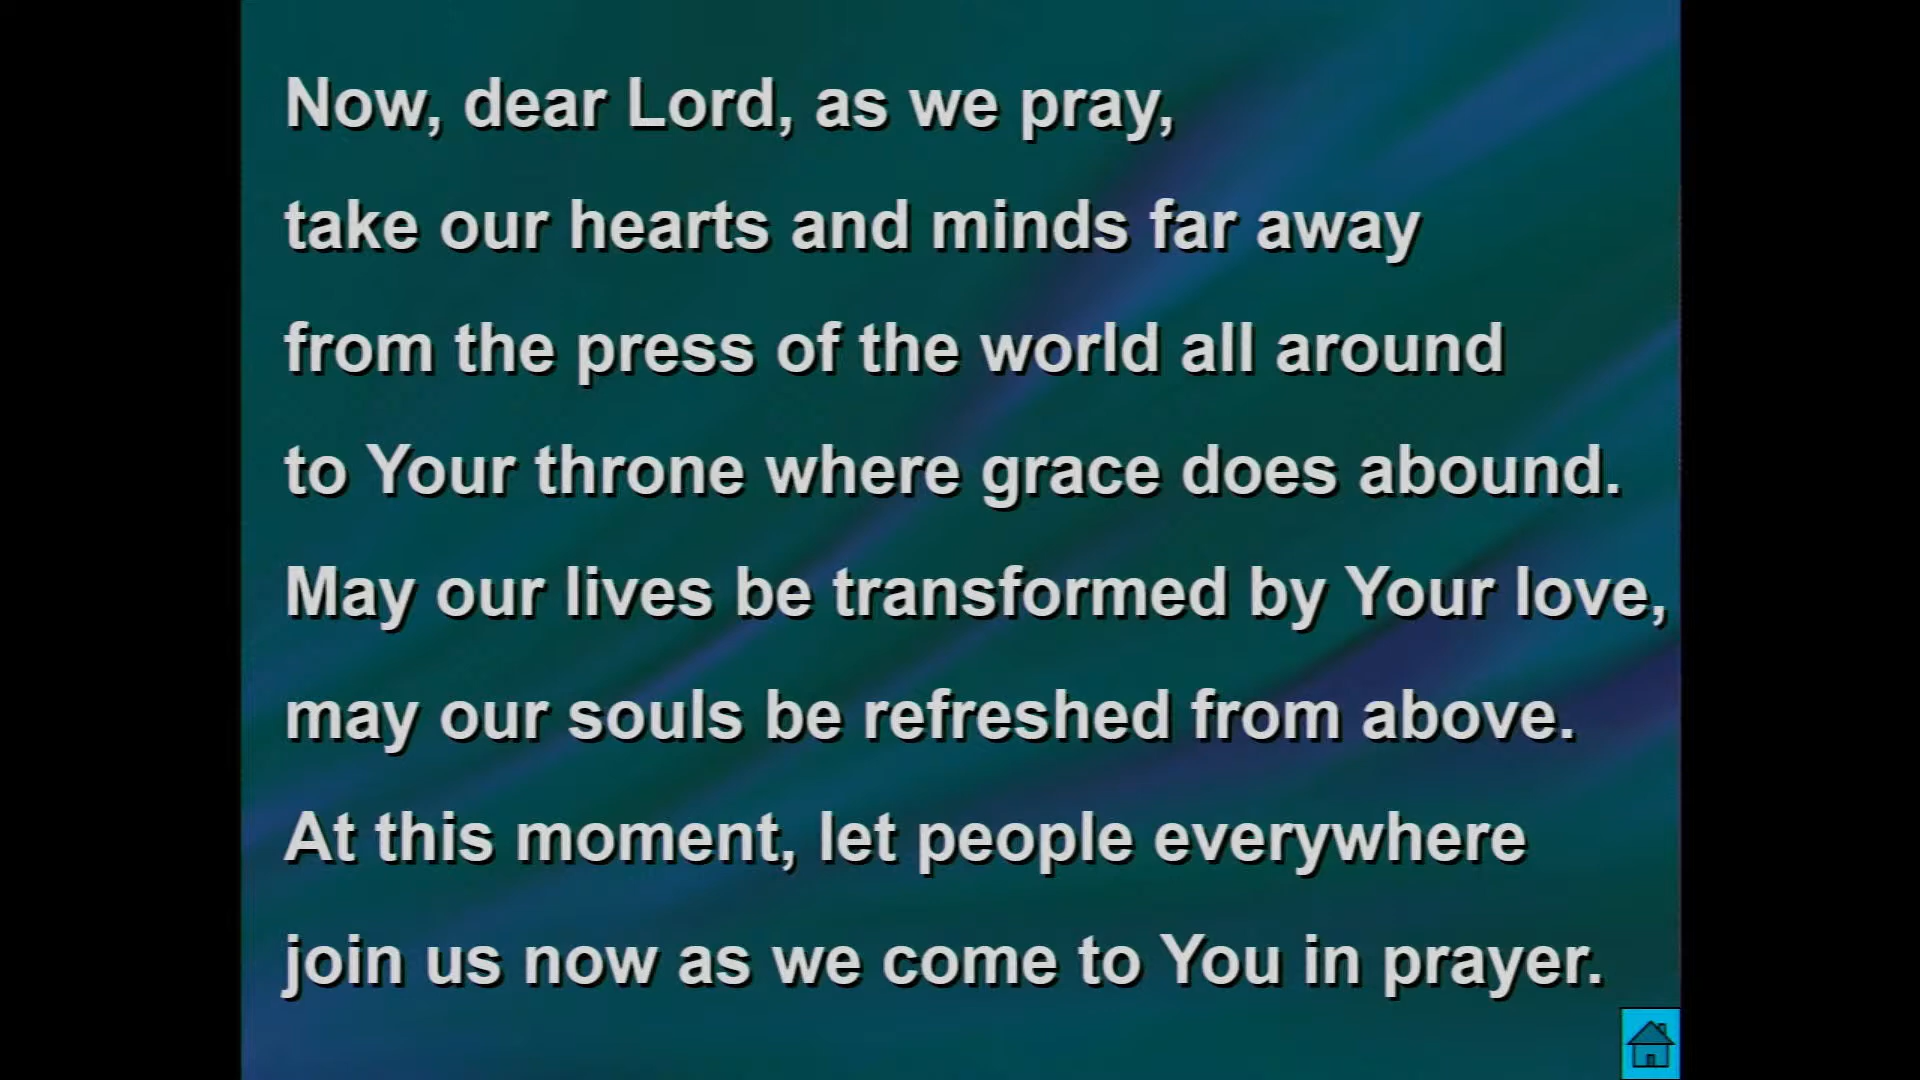 Now, dear Lord, as we pray,
take our hearts and minds far away
from the press of the world all around
to Your throne where grace does abound.
May our lives be transformed by Your love,
may our souls be refreshed from above.
At this moment, let people everywhere
join us now as we come to You in prayer.